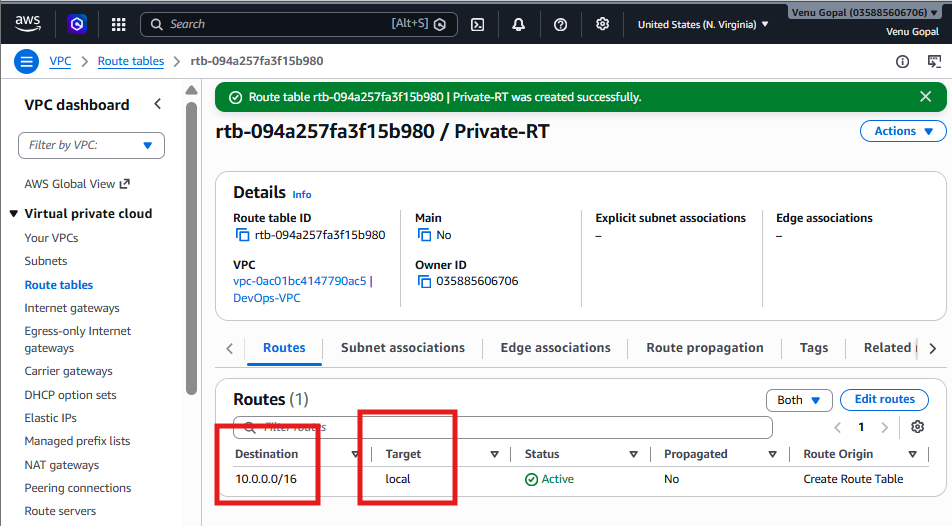 aws
Search
[Alt+S]
United States (N. Virginia)
Venu Gopal (035885606706)
Venu Gopal
VPC
Route tables
rtb-094a257fa3f15b980
VPC dashboard
Filter by VPC:
AWS Global View
Virtual private cloud
Your VPCs
Subnets
Route tables
Internet gateways
Egress-only Internet
gateways
Carrier gateways
DHCP option sets
Elastic IPs
Managed prefix lists
NAT gateways
Peering connections
Route servers
Route table rtb-094a257fa3f15b980 | Private-RT was created successfully.
rtb-094a257fa3f15b980 / Private-RT
Actions
Details Info
Route table ID
rtb-094a257fa3f15b980
Main
No
Explicit subnet associations
–
Edge associations
–
VPC
vpc-0ac01bc4147790ac5 |
DevOps-VPC
Owner ID
035885606706
Routes
Subnet associations
Edge associations
Route propagation
Tags
Related
Routes (1)
Both
Edit routes
Filter routes
1
Destination Target Status Propagated Route Origin
10.0.0.0/16 local Active No Create Route Table